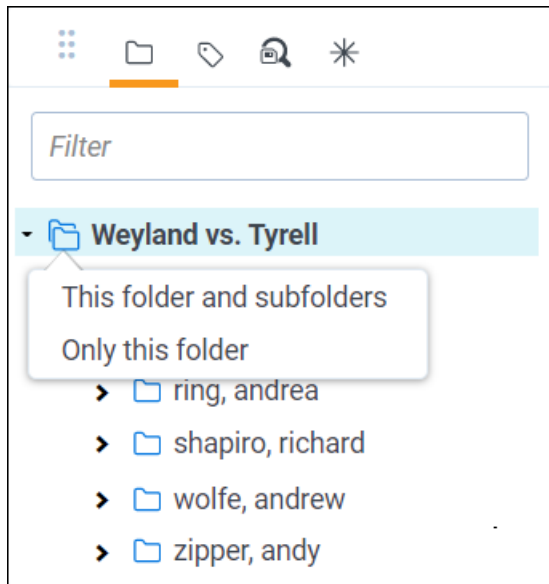 Filter
Weyland vs. Tyrell
This folder and subfolders
Only this folder
ring, andrea
shapiro, richard
wolfe, andrew
zipper, andy